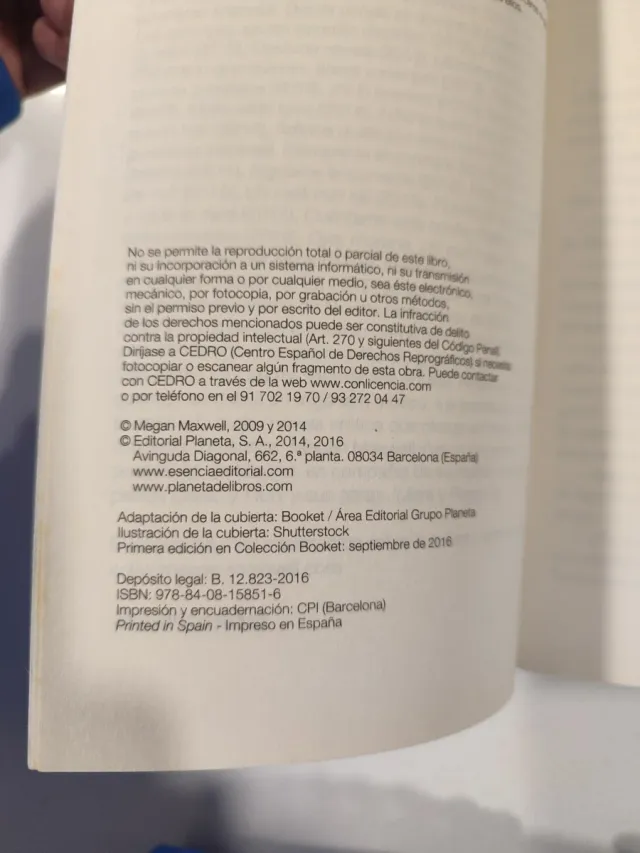 No se permite la reproducción total o parcial de este libro,
ni su incorporación a un sistema informático, ni su transmisión
en cualquier forma o por cualquier medio, sea éste electrónico,
mecánico, por fotocopia, por grabación u otros métodos,
sin el permiso previo y por escrito del editor. La infracción
de los derechos mencionados puede ser constitutiva de delito
contra la propiedad intelectual (Art. 270 y siguientes del Código Penal)
Diríjase a CEDRO (Centro Español de Derechos Reprográficos) si necesita
fotocopiar o escanear algún fragmento de esta obra. Puede contactar
con CEDRO a través de la web www.conlicencia.com
o por teléfono en el 91 702 19 70 / 93 272 04 47
© Megan Maxwell, 2009 y 2014
© Editorial Planeta, S. A., 2014, 2016
Avinguda Diagonal, 662, 6.ª planta. 08034 Barcelona (España)
www.esenciaeditorial.com
www.planetadelibros.com
Adaptación de la cubierta: Booket / Área Editorial Grupo Planeta
Ilustración de la cubierta: Shutterstock
Primera edición en Colección Booket: septiembre de 2016
Depósito legal: B. 12.823-2016
ISBN: 978-84-08-15851-6
Impresión y encuadernación: CPI (Barcelona)
Printed in Spain - Impreso en España